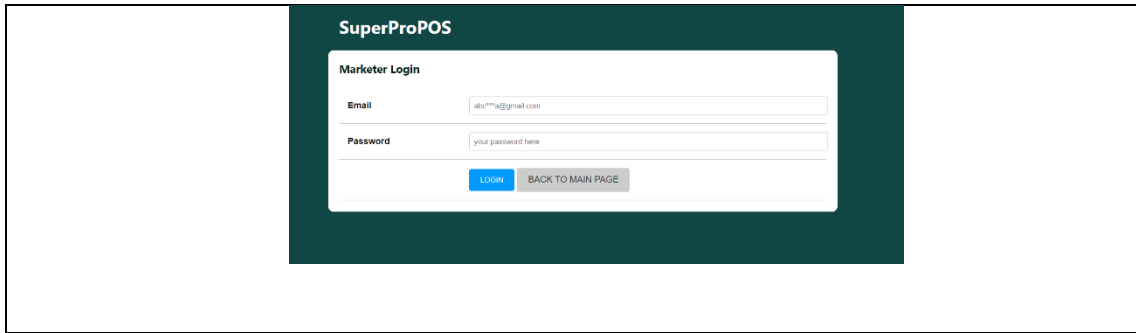 SuperProPOS
Marketer Login
Email abc***a@gmail.com
Password your password here
LOGIN BACK TO MAIN PAGE